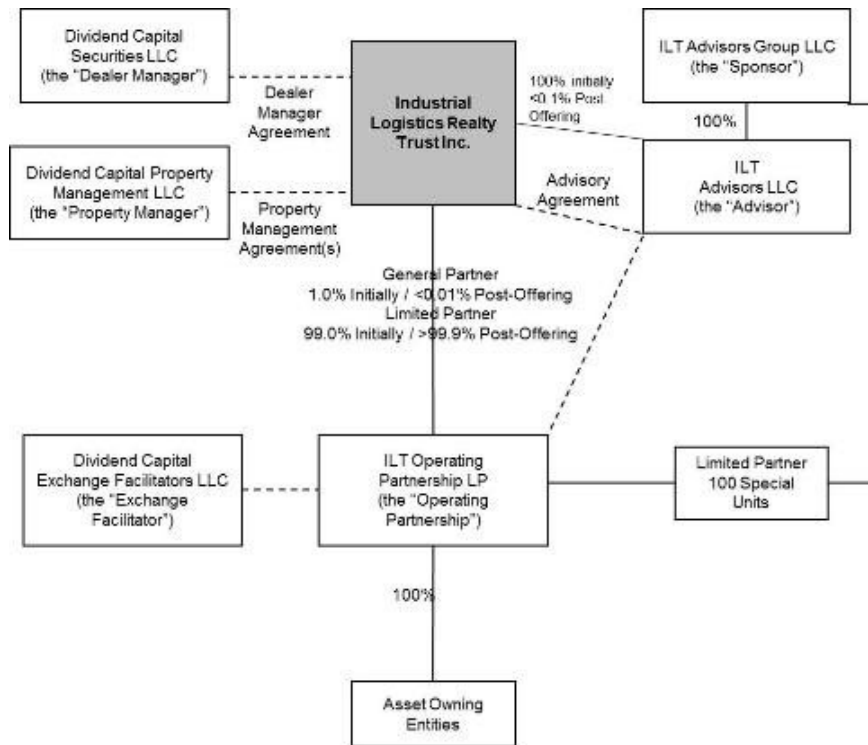 Dividend Capital
Securities LLC
(the “Dealer Manager”)
Dealer
Manager
Agreement
Industrial
Logistics Realty
Trust Inc.
100% initially
<0.1% Post
Offering
ILT Advisors Group LLC
(the “Sponsor”)
100%
Dividend Capital Property
Management LLC
(the “Property Manager”)
Property
Management
Agreement(s)
Advisory
Agreement
ILT
Advisors LLC
(the “Advisor”)
General Partner
1.0% Initially / <0.01% Post-Offering
Limited Partner
99.0% Initially / >99.9% Post-Offering
Dividend Capital
Exchange Facilitators LLC
(the “Exchange
Facilitator”)
ILT Operating
Partnership LP
(the “Operating
Partnership”)
Limited Partner
100 Special
Units
100%
Asset Owning
Entities